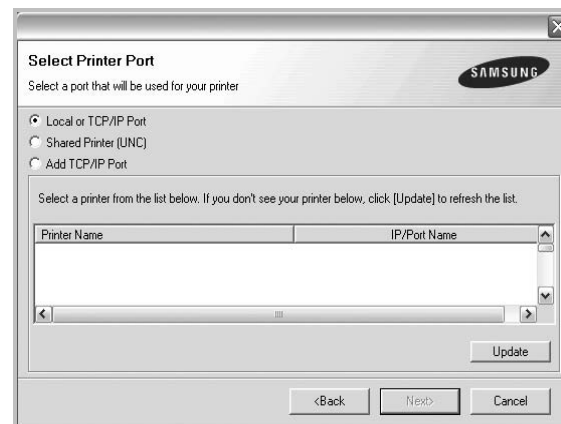 Select Printer Port
Select a port that will be used for your printer
SAMSUNG
Local or TCP/IP Port
Shared Printer (UNC)
Add TCP/IP Port
Select a printer from the list below. If you don't see your printer below, click [Update] to refresh the list.
Printer Name IP/Port Name
Update
<Back Next> Cancel